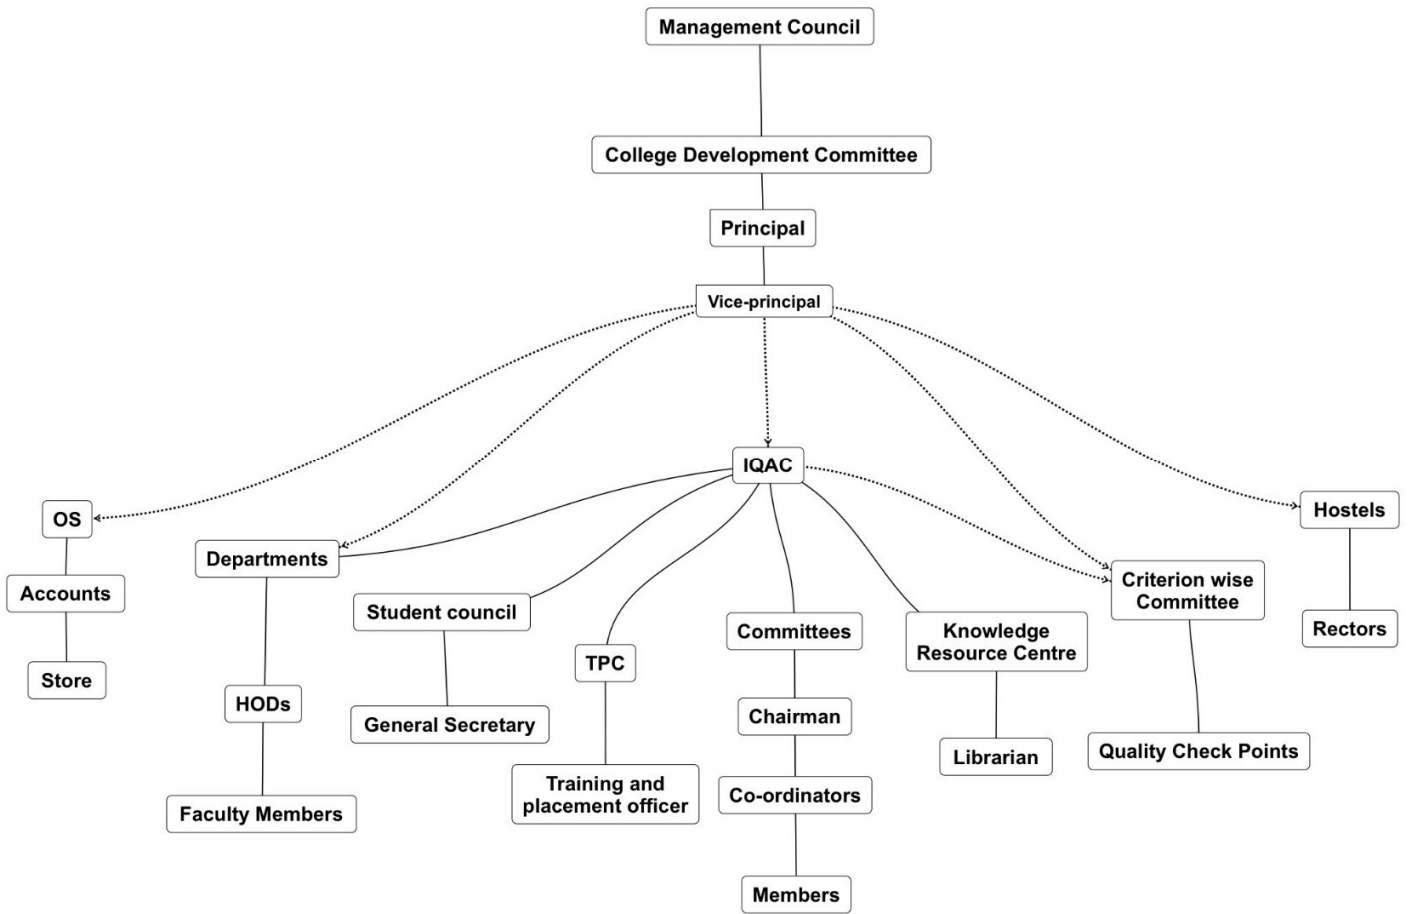 Management Council
College Development Committee
Principal
Vice-principal
IQAC
OS
Hostels
Departments
Criterion wise
Committee
Accounts
Student council
Committees
Knowledge
Resource Centre
Rectors
TPC
Store
HODs
Chairman
General Secretary
Quality Check Points
Librarian
Training and
placement officer
Co-ordinators
Faculty Members
Members